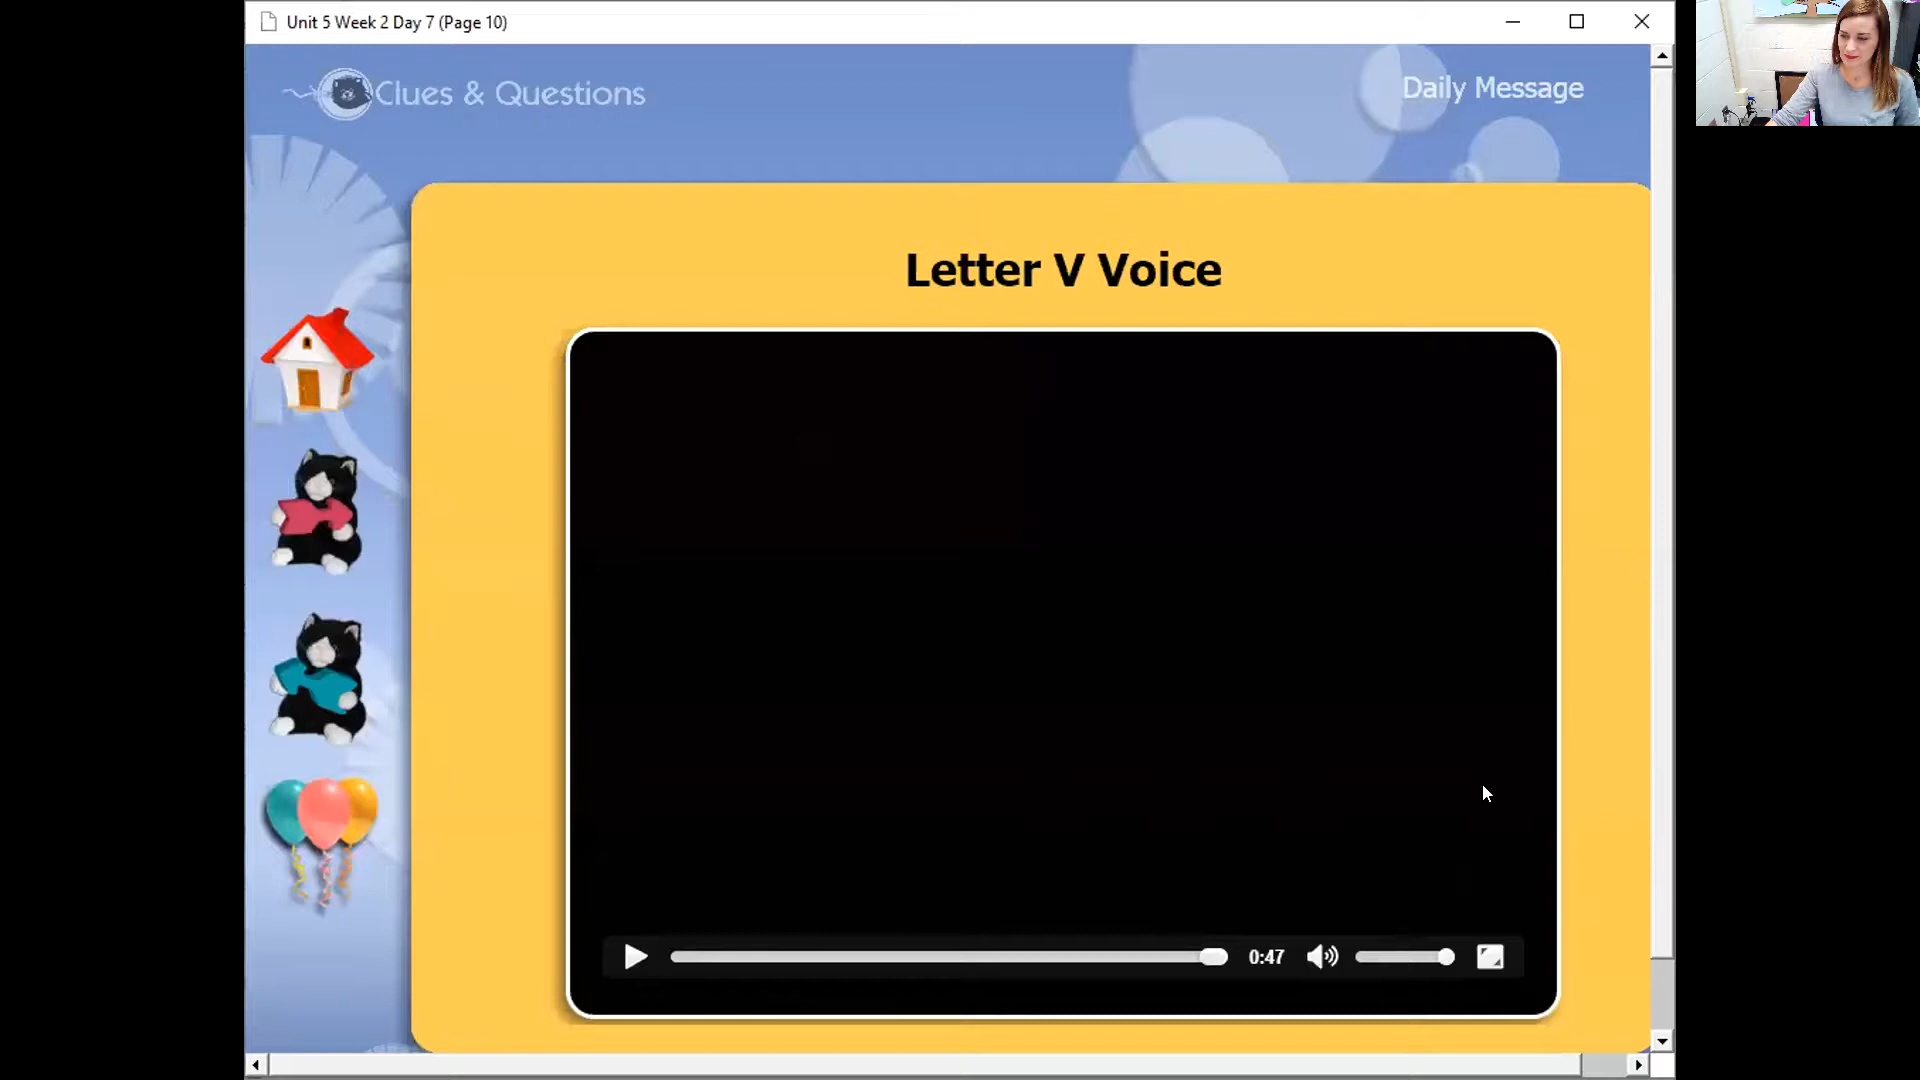 Unit 5 Week 2 Day 7 (Page 10)
Clues & Questions
Daily Message
Letter V Voice
0:47